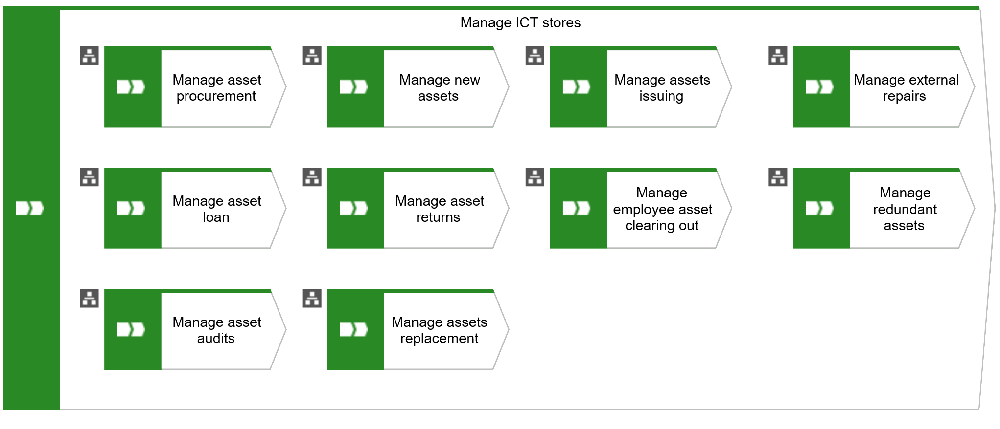 Manage ICT stores
Manage asset
procurement
Manage new
assets
Manage assets
issuing
Manage external
repairs
Manage asset
loan
Manage asset
returns
Manage
employee asset
clearing out
Manage
redundant
assets
Manage asset
audits
Manage assets
replacement